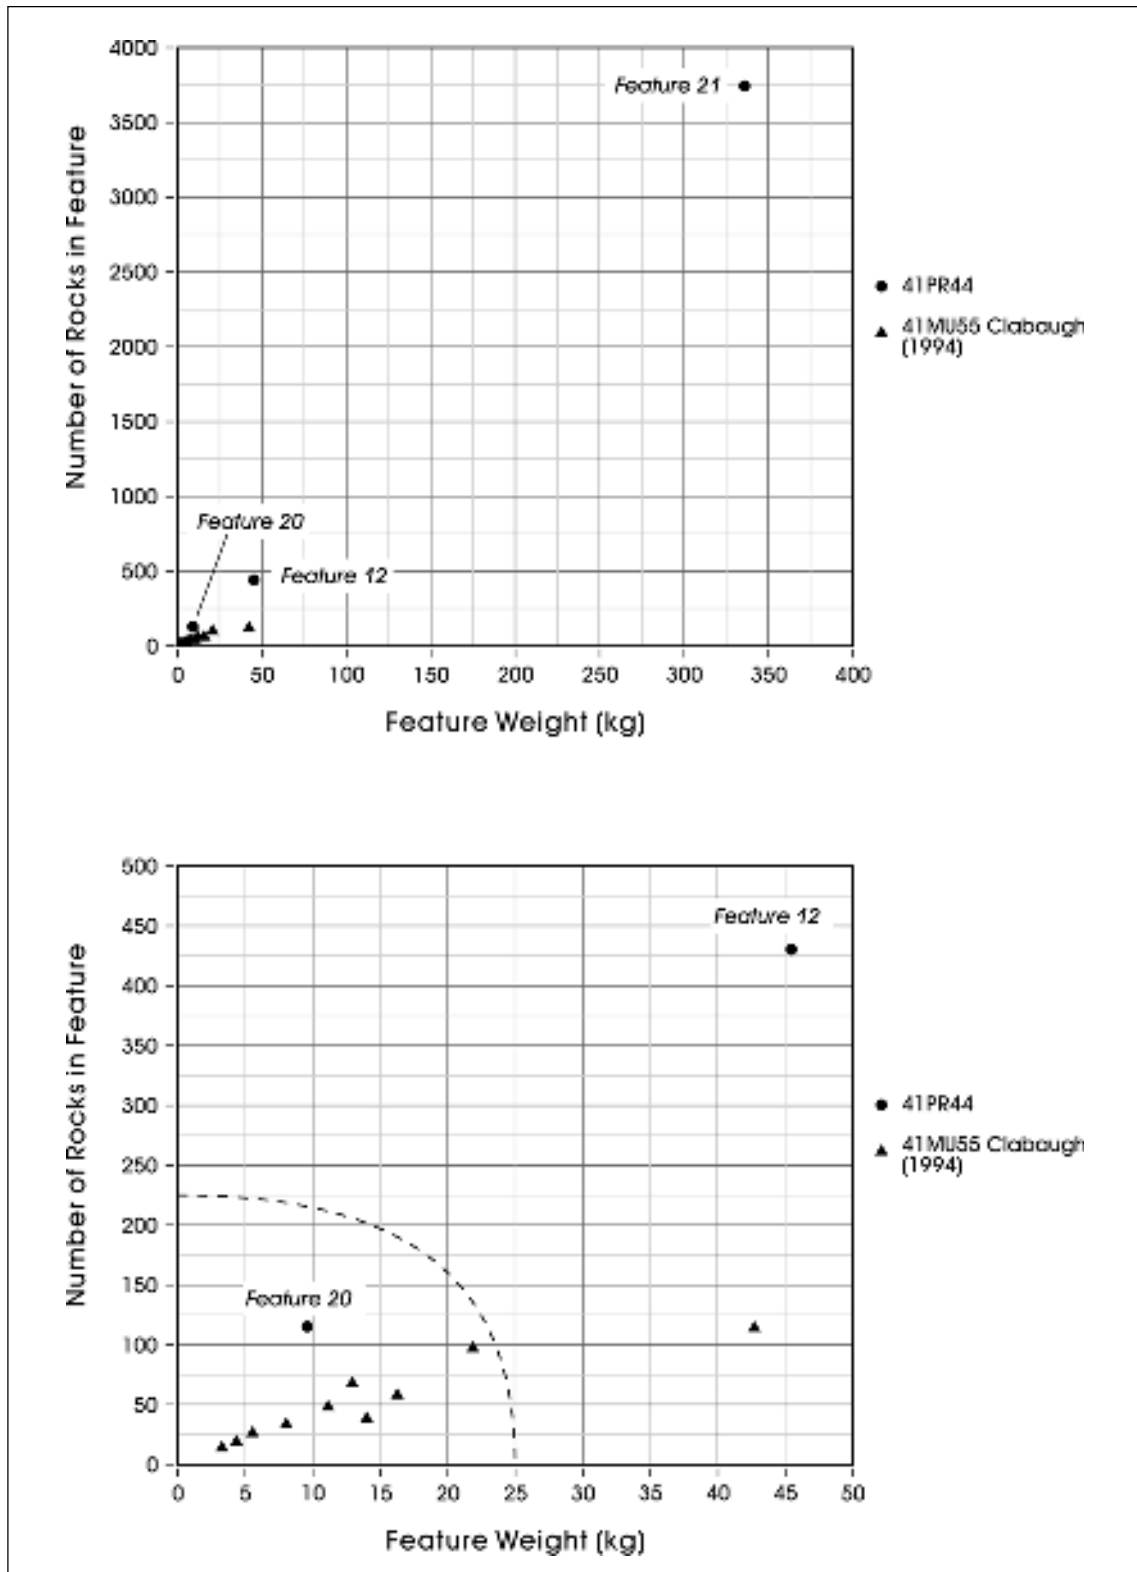 4000
Feature 21
3500
3000
2500
41PR44
2000
41MU55 Clabaugh
(1994)
1500
1000
Feature 20
500
Feature 12
0
0 50 100 150 200 250 300 350 400
Number of Rocks in Feature
Feature Weight (kg)
500
Feature 12
450
400
350
300
41PR44
250
41MU55 Clabaugh
(1994)
200
150
Feature 20
100
50
0
0 5 10 15 20 25 30 35 40 45 50
Number of Rocks in Feature
Feature Weight (kg)